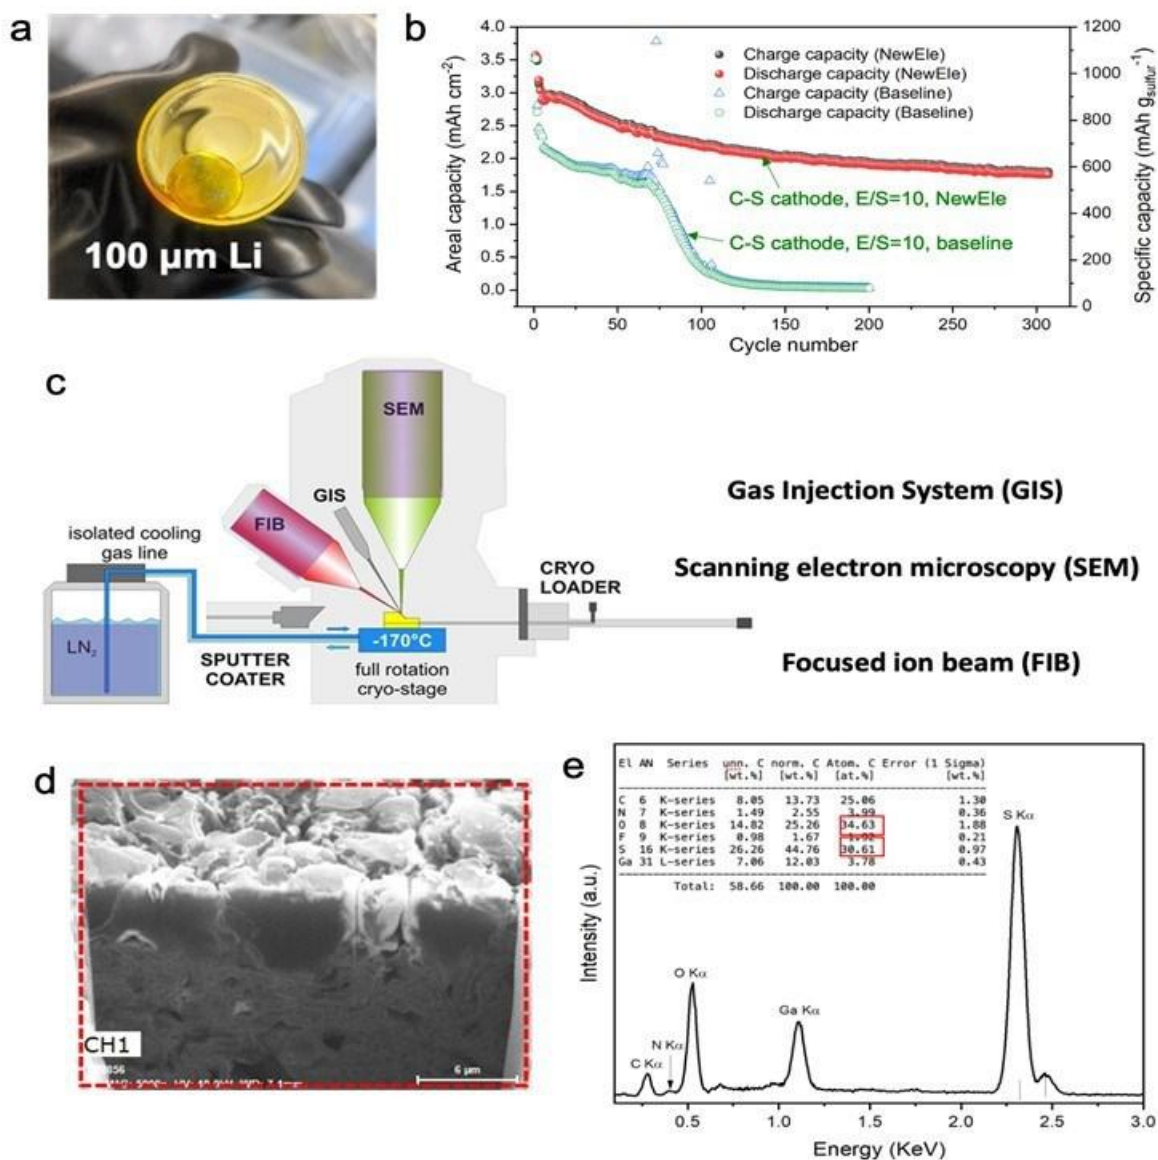 a
100 μm Li
b
4.0
3.5
3.0
2.5
2.0
1.5
1.0
0.5
0.0
Areal capacity (mAh cm-2)
Charge capacity (NewEle)
Discharge capacity (NewEle)
Charge capacity (Baseline)
Discharge capacity (Baseline)
C-S cathode, E/S=10, NewEle
C-S cathode, E/S=10, baseline
1200
1000
800
600
400
200
0
Specific capacity (mAh gsulfur-1)
0 50 100 150 200 250 300
Cycle number
c
SEM
GIS
FIB
isolated cooling
gas line
LN2
SPUTTER
COATER
-170°C
full rotation
cryo-stage
CRYO
LOADER
Gas Injection System (GIS)
Scanning electron microscopy (SEM)
Focused ion beam (FIB)
d
CH1
6 μm
e
El AN Series unn. C norm. C Atom. C Error (1 Sigma)
[wt.%] [wt.%] [at.%] [wt.%]
C 6 K-series 8.05 13.73 25.06 1.30
N 7 K-series 1.49 2.55 3.99 0.36
O 8 K-series 14.82 25.26 34.63 1.88
F 9 K-series 0.98 1.67 1.92 0.21
S 16 K-series 26.26 44.76 30.61 0.97
Ga 31 L-series 7.06 12.03 3.78 0.43
Total: 58.66 100.00 100.00
S Kα
O Kα
Ga Kα
N Kα
C Kα
Intensity (a.u.)
0.5 1.0 1.5 2.0 2.5 3.0
Energy (KeV)